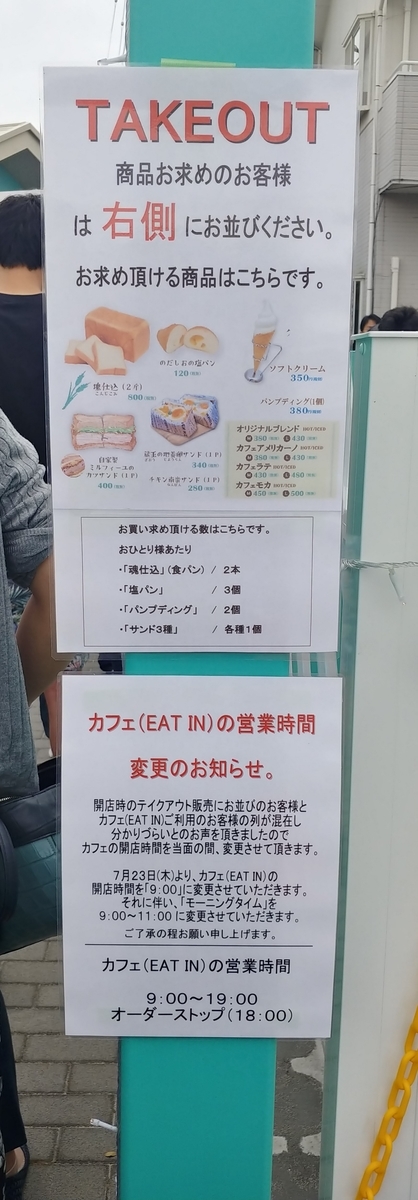 TAKEOUT
商品お求めのお客様
は 右側 にお並びください。
お求め頂ける商品はこちらです。
魂仕込(2斤)
800
のだしおの塩パン
120
ソフトクリーム
350
パンプディング(1個)
380
自家製
ミルフィーユの
カツサンド(1P)
400
340
チキン南蛮サンド(1P)
280
オリジナルブレンド HOT/ICED
M 380 L 430
カフェアメリカーノ HOT/ICED
M 380 L 430
カフェラテ HOT/ICED
M 430 L 480
カフェモカ HOT/ICED
M 450 L 500
お買い求め頂ける数はこちらです。
おひとり様あたり
・「魂仕込」(食パン) / 2本
・「塩パン」 / 3個
・「パンプディング」 / 2個
・「サンド3種」 / 各種1個
カフェ(EAT IN)の営業時間
変更のお知らせ。
開店時のテイクアウト販売にお並びのお客様と
カフェ(EAT IN)ご利用のお客様の列が混在し
分かりづらいとのお声を頂きましたので
カフェの開店時間を当面の間、変更させて頂きます。
7月23日(木)より、カフェ(EAT IN)の
開店時間を「9:00」に変更させていただきます。
それに伴い、「モーニングタイム」を
9:00~11:00 に変更させていただきます。
ご了承の程お願い申し上げます。
カフェ(EAT IN)の営業時間
9:00~19:00
オーダーストップ(18:00)